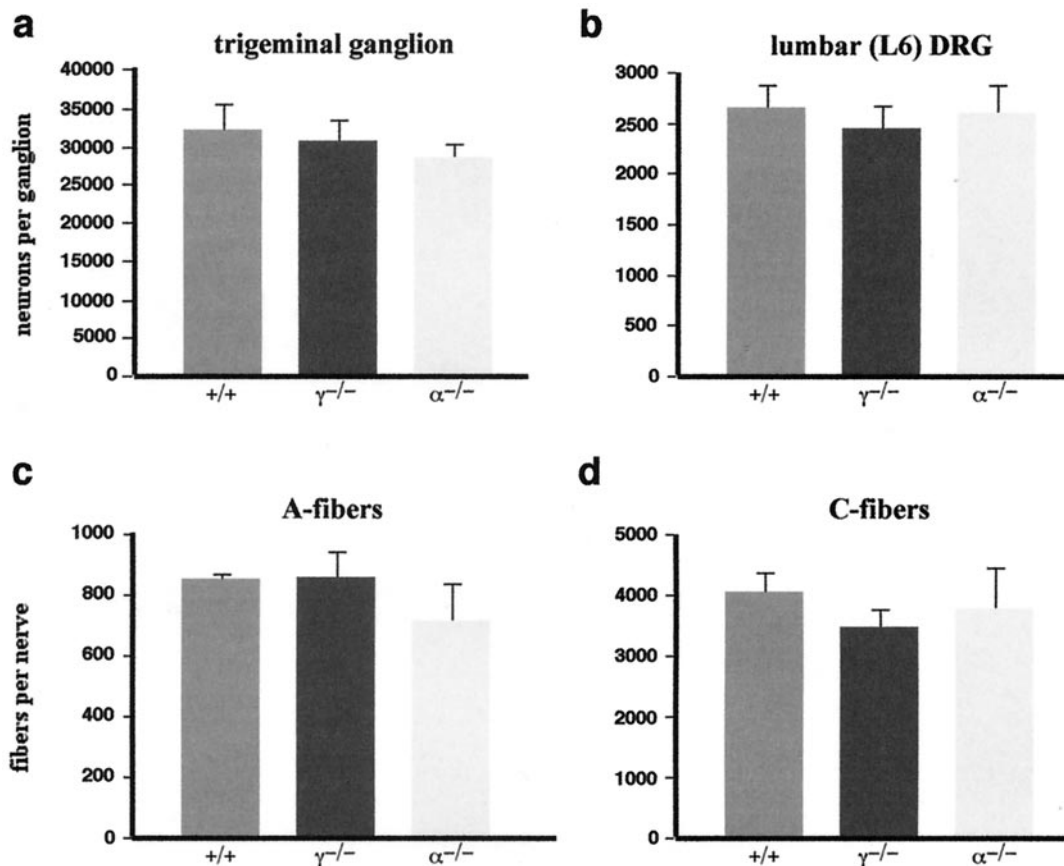 a
trigeminal ganglion
neurons per ganglion
40000
35000
30000
25000
20000
15000
10000
5000
0
+/+ γ−/− α−/−
b
lumbar (L6) DRG
3000
2500
2000
1500
1000
500
0
+/+ γ−/− α−/−
c
A-fibers
fibers per nerve
1000
800
600
400
200
0
+/+ γ−/− α−/−
d
C-fibers
5000
4000
3000
2000
1000
0
+/+ γ−/− α−/−